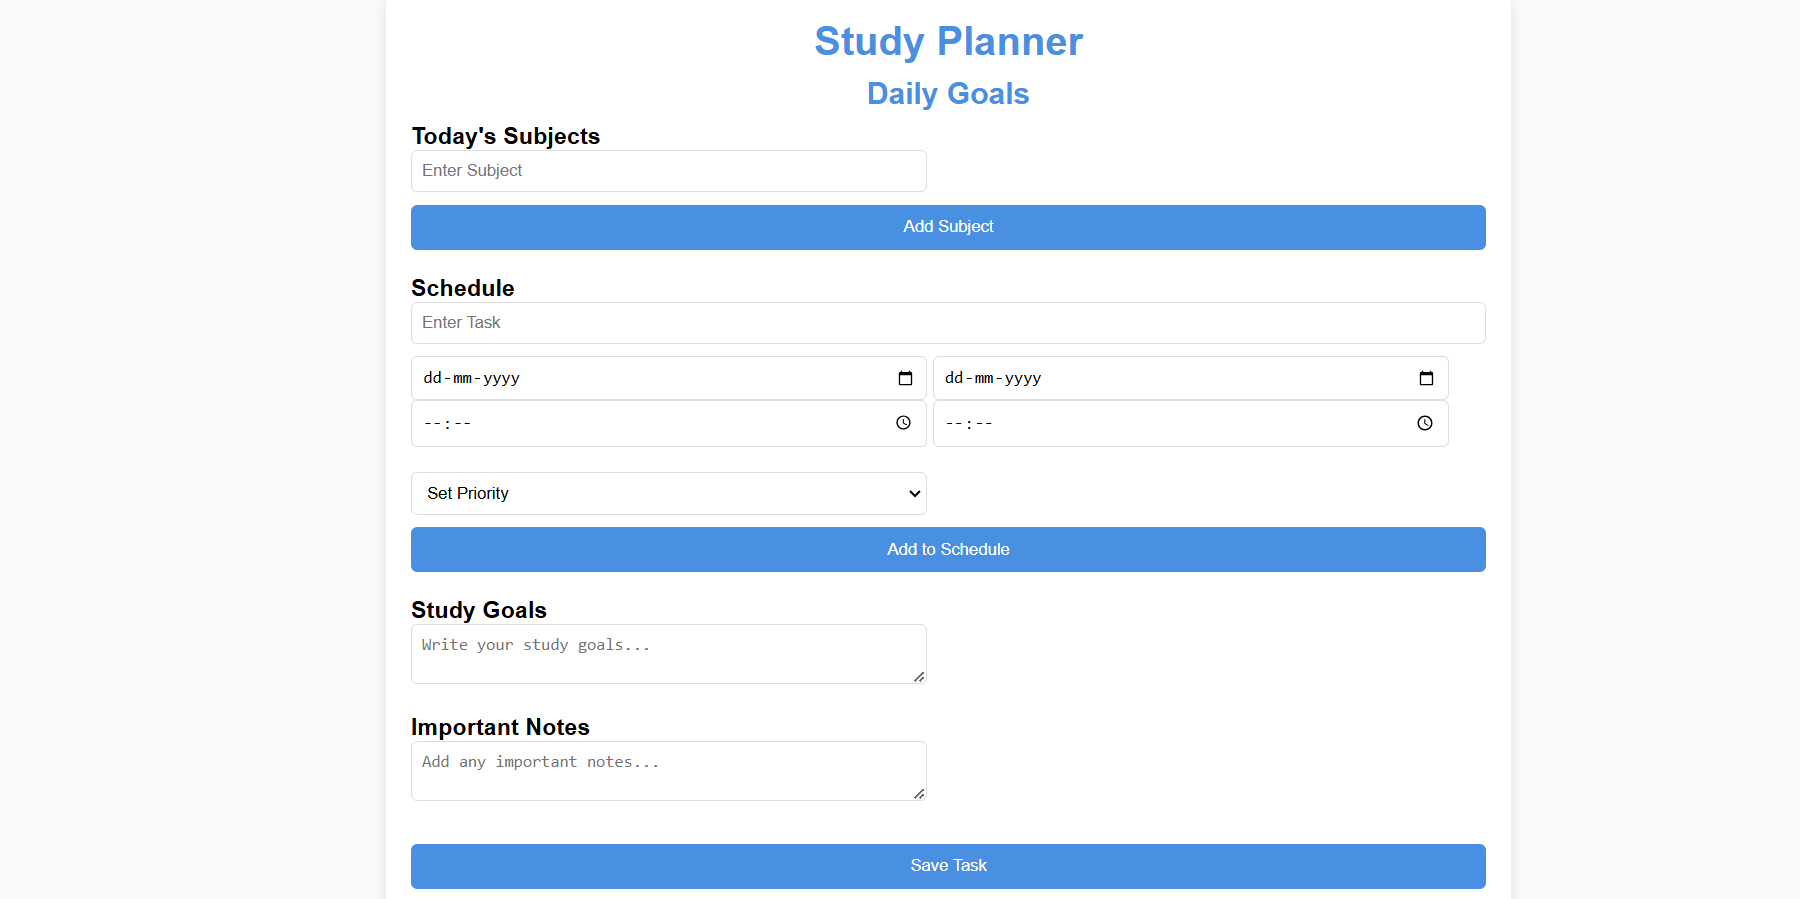 Study Planner
Daily Goals
Today's Subjects
Enter Subject
Add Subject
Schedule
Enter Task
dd-mm-yyyy dd-mm-yyyy
--:-- --:--
Set Priority
Add to Schedule
Study Goals
Write your study goals...
Important Notes
Add any important notes...
Save Task